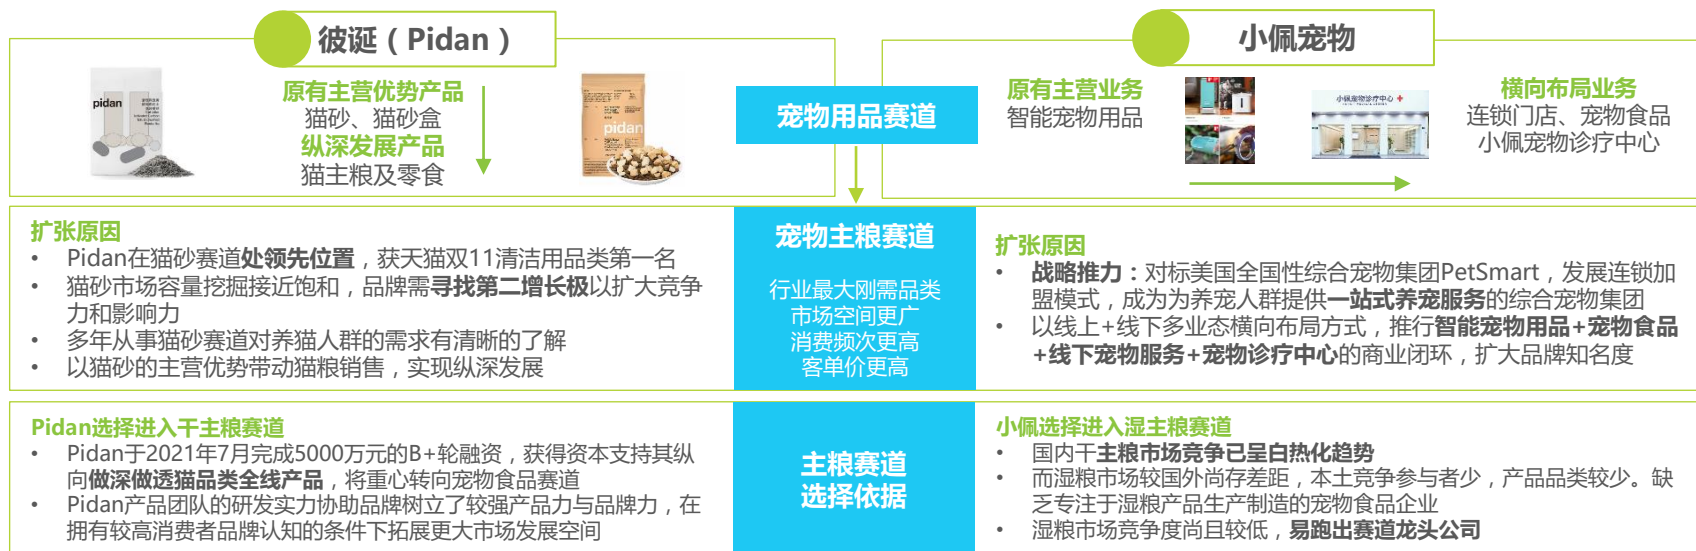 彼诞（Pidan）
pidan
原有主营优势产品
猫砂、猫砂盒
纵深发展产品
猫主粮及零食
pidan
宠物用品赛道
小佩宠物
原有主营业务
智能宠物用品
小佩宠物诊疗中心
横向布局业务
连锁门店、宠物食品
小佩宠物诊疗中心
扩张原因
• Pidan在猫砂赛道处领先位置，获天猫双11清洁用品类第一名
• 猫砂市场容量挖掘接近饱和，品牌需寻找第二增长极以扩大竞争
力和影响力
• 多年从事猫砂赛道对养猫人群的需求有清晰的了解
• 以猫砂的主营优势带动猫粮销售，实现纵深发展
宠物主粮赛道
行业最大刚需品类
市场空间更广
消费频次更高
客单价更高
扩张原因
• 战略推力：对标美国全国性综合宠物集团PetSmart，发展连锁加
盟模式，成为为养宠人群提供一站式养宠服务的综合宠物集团
• 以线上+线下多业态横向布局方式，推行智能宠物用品+宠物食品
+线下宠物服务+宠物诊疗中心的商业闭环，扩大品牌知名度
Pidan选择进入干主粮赛道
• Pidan于2021年7月完成5000万元的B+轮融资，获得资本支持其纵
向做深做透猫品类全线产品，将重心转向宠物食品赛道
• Pidan产品团队的研发实力协助品牌树立了较强产品力与品牌力，在
拥有较高消费者品牌认知的条件下拓展更大市场发展空间
主粮赛道
选择依据
小佩选择进入湿主粮赛道
• 国内干主粮市场竞争已呈白热化趋势
• 而湿粮市场较国外尚存差距，本土竞争参与者少，产品品类较少。缺
乏专注于湿粮产品生产制造的宠物食品企业
• 湿粮市场竞争度尚且较低，易跑出赛道龙头公司